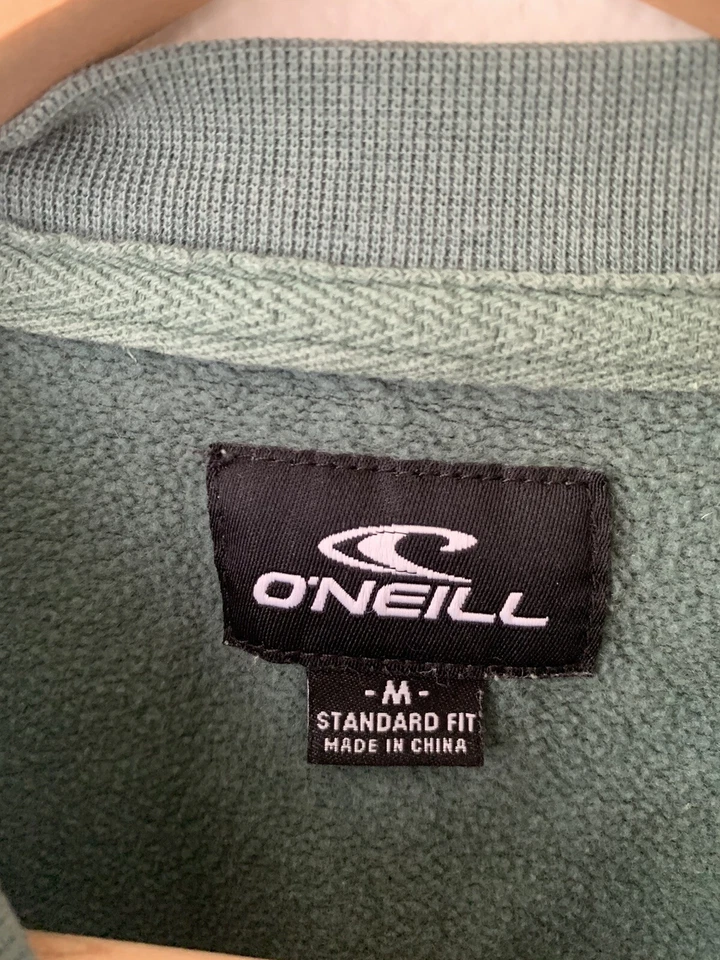 O'NEILL
- M -
STANDARD FIT
MADE IN CHINA